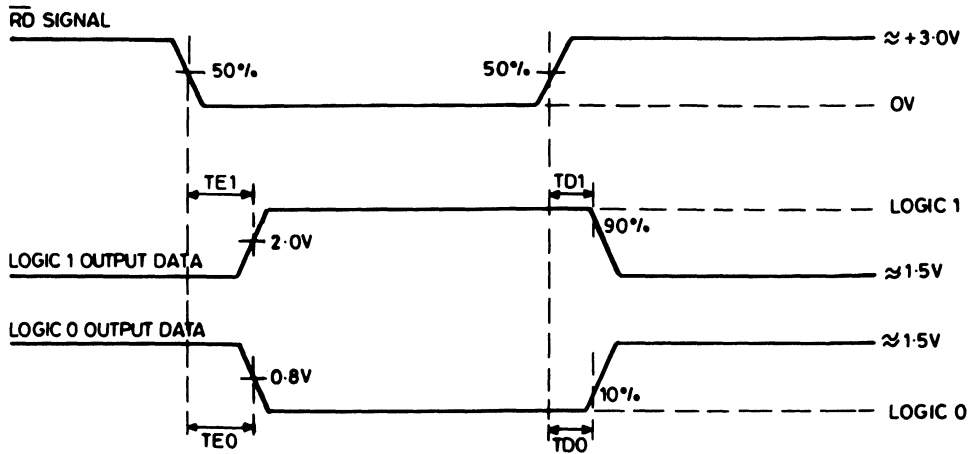 R̅D̅ SIGNAL
≈ +3.0V
50%
50%
0V
TE1
TD1
LOGIC 1
2.0V
90%
LOGIC 1 OUTPUT DATA
≈ 1.5V
LOGIC 0 OUTPUT DATA
≈ 1.5V
0.8V
10%
LOGIC 0
TE0
TD0